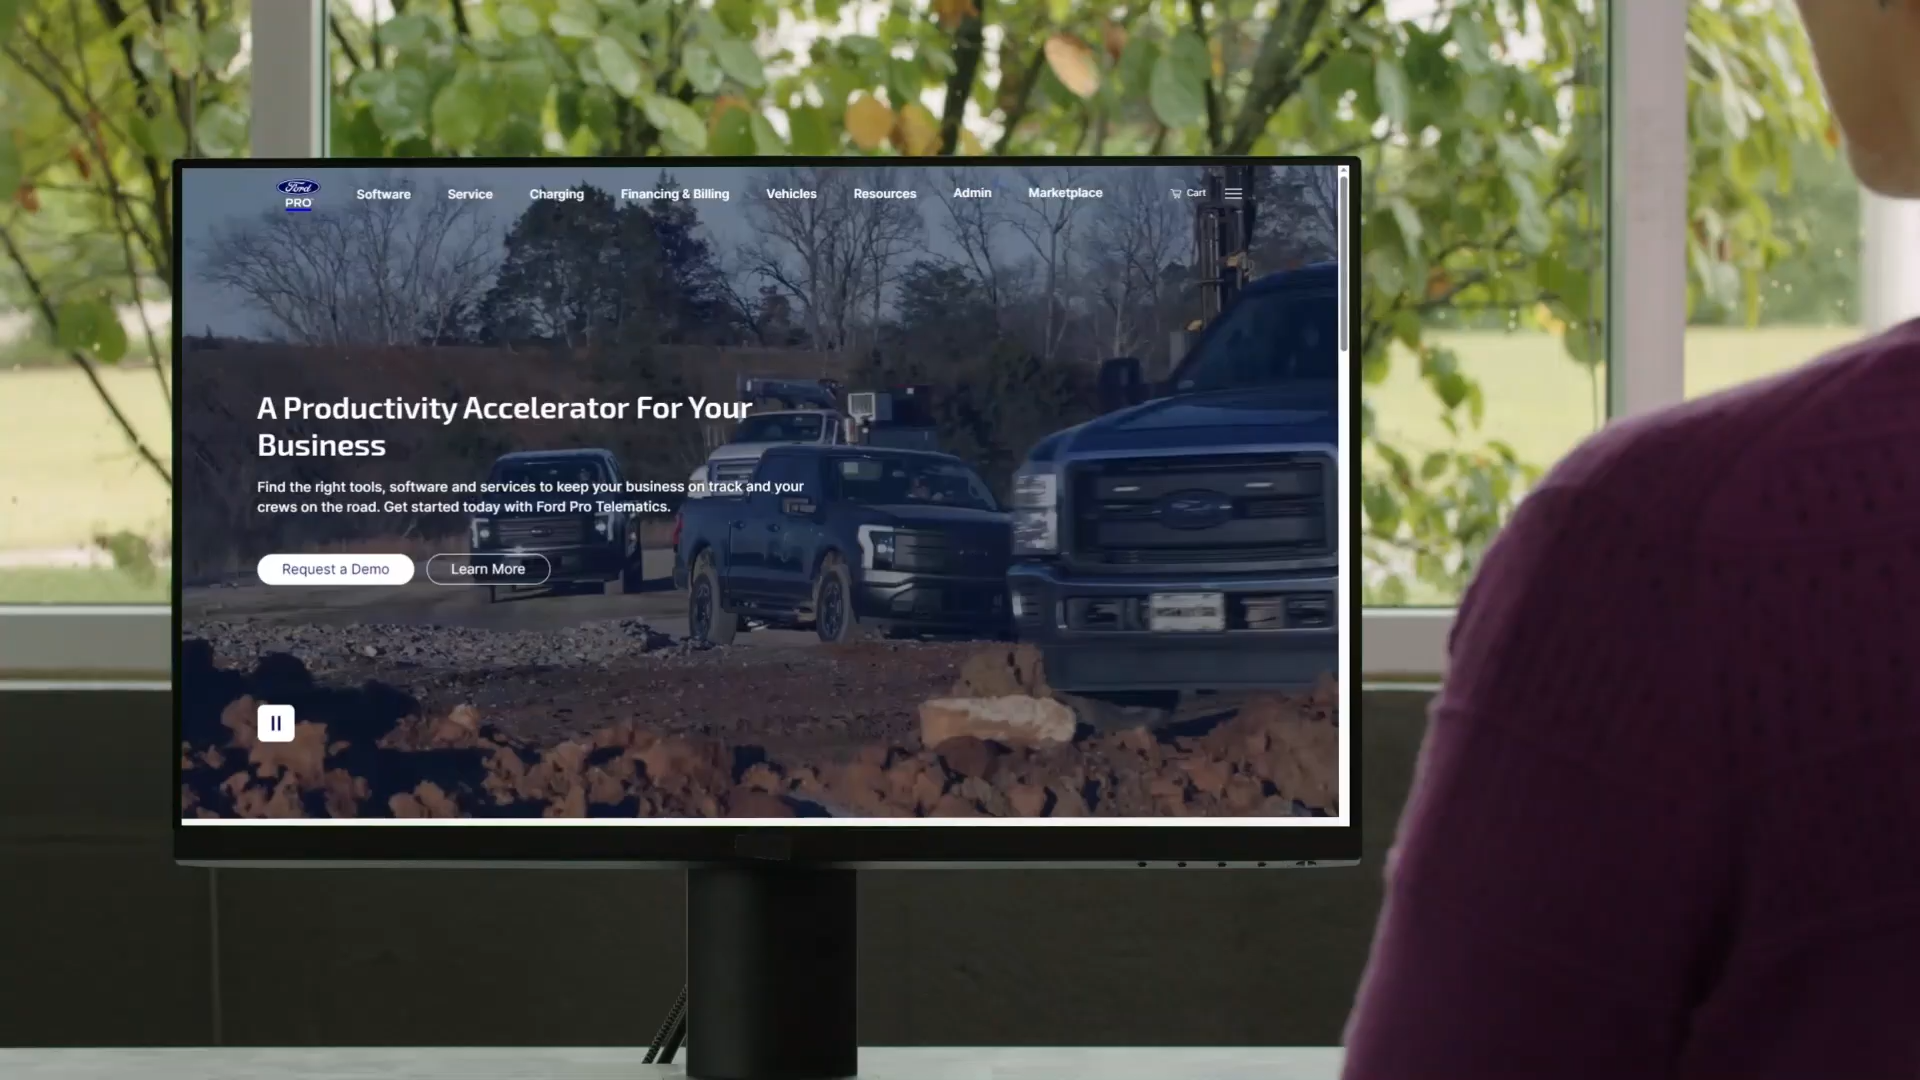 Ford
PRO
Software
Service
Charging
Financing & Billing
Vehicles
Resources
Admin
Marketplace
Cart
A Productivity Accelerator For Your
Business
Find the right tools, software and services to keep your business on track and your
crews on the road. Get started today with Ford Pro Telematics.
Request a Demo
Learn More